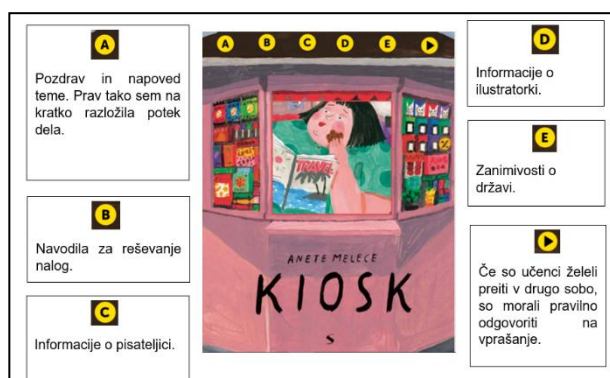 A
Pozdrav in napoved
teme. Prav tako sem na
kratko razložila potek
dela.
B
Navodila za reševanje
nalog.
C
Informacije o pisateljici.
A B C D E
TRAVEL
ANETE MELECE
KIOSK
S
D
Informacije o
ilustratorki.
E
Zanimivosti o
državi.
Če so učenci želeli
preiti v drugo sobo,
so morali pravilno
odgovoriti na
vprašanje.